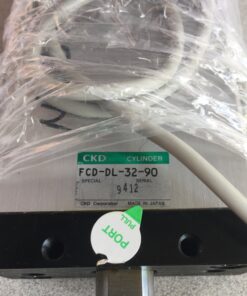 CKD CYLINDER
FCD-DL-32-90
SPECIAL SERIAL
9412
CKD Corporation MADE IN JAPAN
PULL
PORT